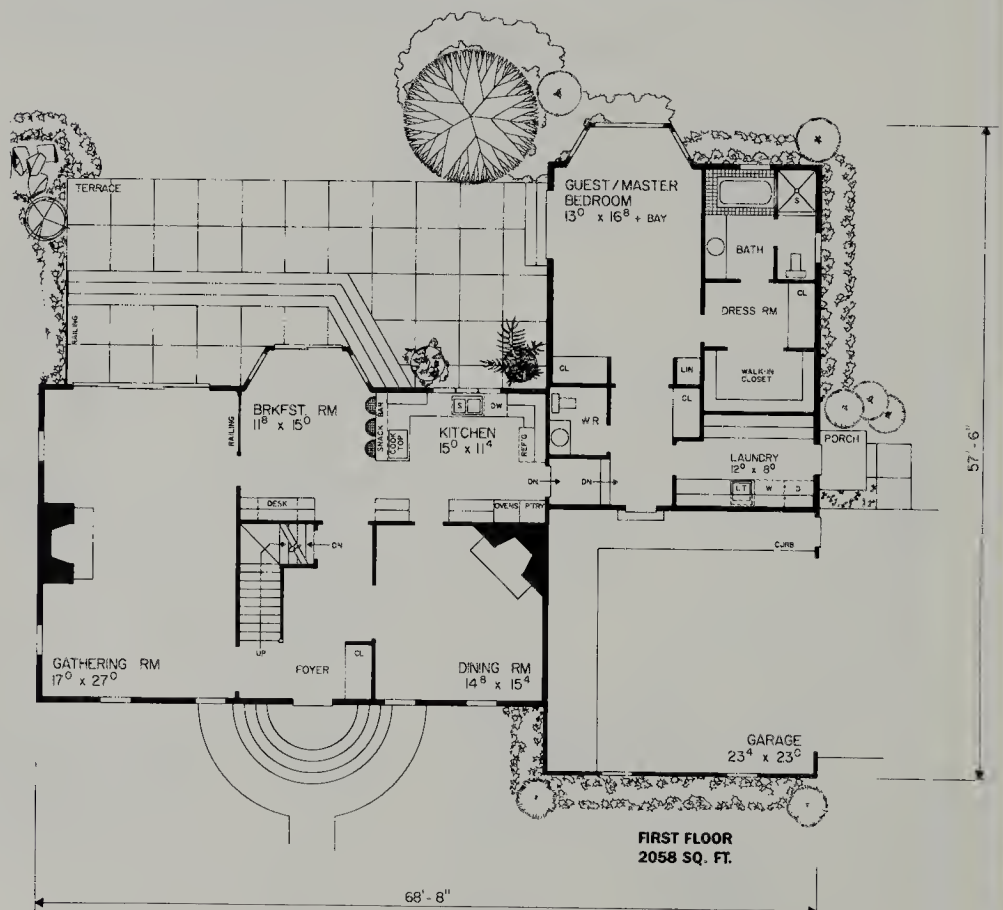 TERRACE
GUEST/MASTER
BEDROOM
13⁰ x 16⁸ + BAY
S
BATH
CL
DRESS RM
RAILING
CL
LIN
WALK-IN
CLOSET
CL
BRKFST. RM
11⁸ x 15⁰
RAILING
SNACK BAR
COOK TOP
S
DW
KITCHEN
15⁰ x 11⁴
REF'G
WR
LAUNDRY
12⁰ x 8⁰
PORCH
57'-6"
DN
DN
L T
W
D
DESK
OVENS
PTRY
DN
CURB
UP
FOYER
CL
GATHERING RM
17⁰ x 27⁰
DINING RM
14⁸ x 15⁴
GARAGE
23⁴ x 23⁰
FIRST FLOOR
2058 SQ. FT.
68'-8"